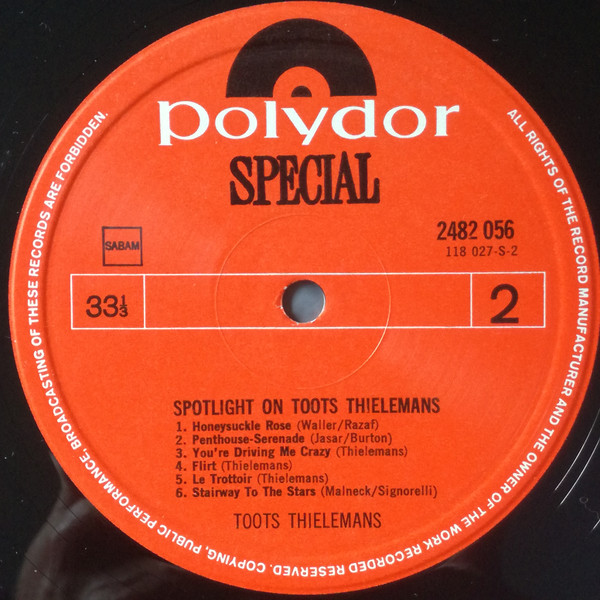 polydor
SPECIAL
2482 056
SABAM
118 027-S-2
33 1/3
2
SPOTLIGHT ON TOOTS THIELEMANS
1. Honeysuckle Rose (Waller/Razaf)
2. Penthouse-Serenade (Jasar/Burton)
3. You're Driving Me Crazy (Thielemans)
4. Flirt (Thielemans)
5. Le Trottoir (Thielemans)
6. Stairway To The Stars (Malneck/Signorelli)
TOOTS THIELEMANS
ALL RIGHTS OF THE RECORD MANUFACTURER AND THE OWNER OF THE WORK RECORDED RESERVED. COPYING, PUBLIC PERFORMANCE, BROADCASTING OF THESE RECORDS ARE FORBIDDEN.